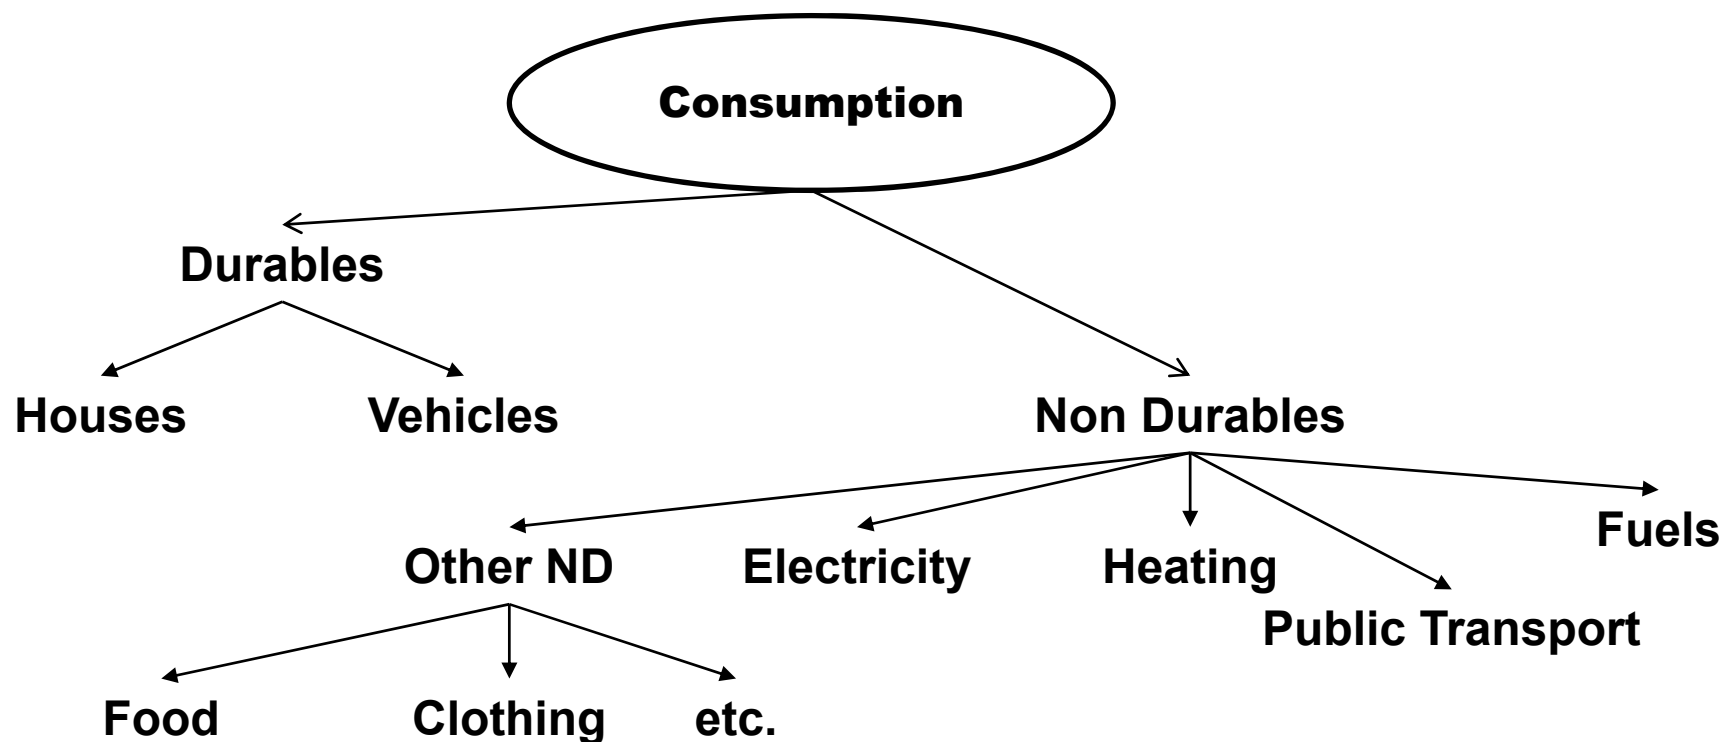 Consumption
Durables
Houses
Vehicles
Non Durables
Fuels
Other ND
Electricity
Heating
Public Transport
Food
Clothing
etc.